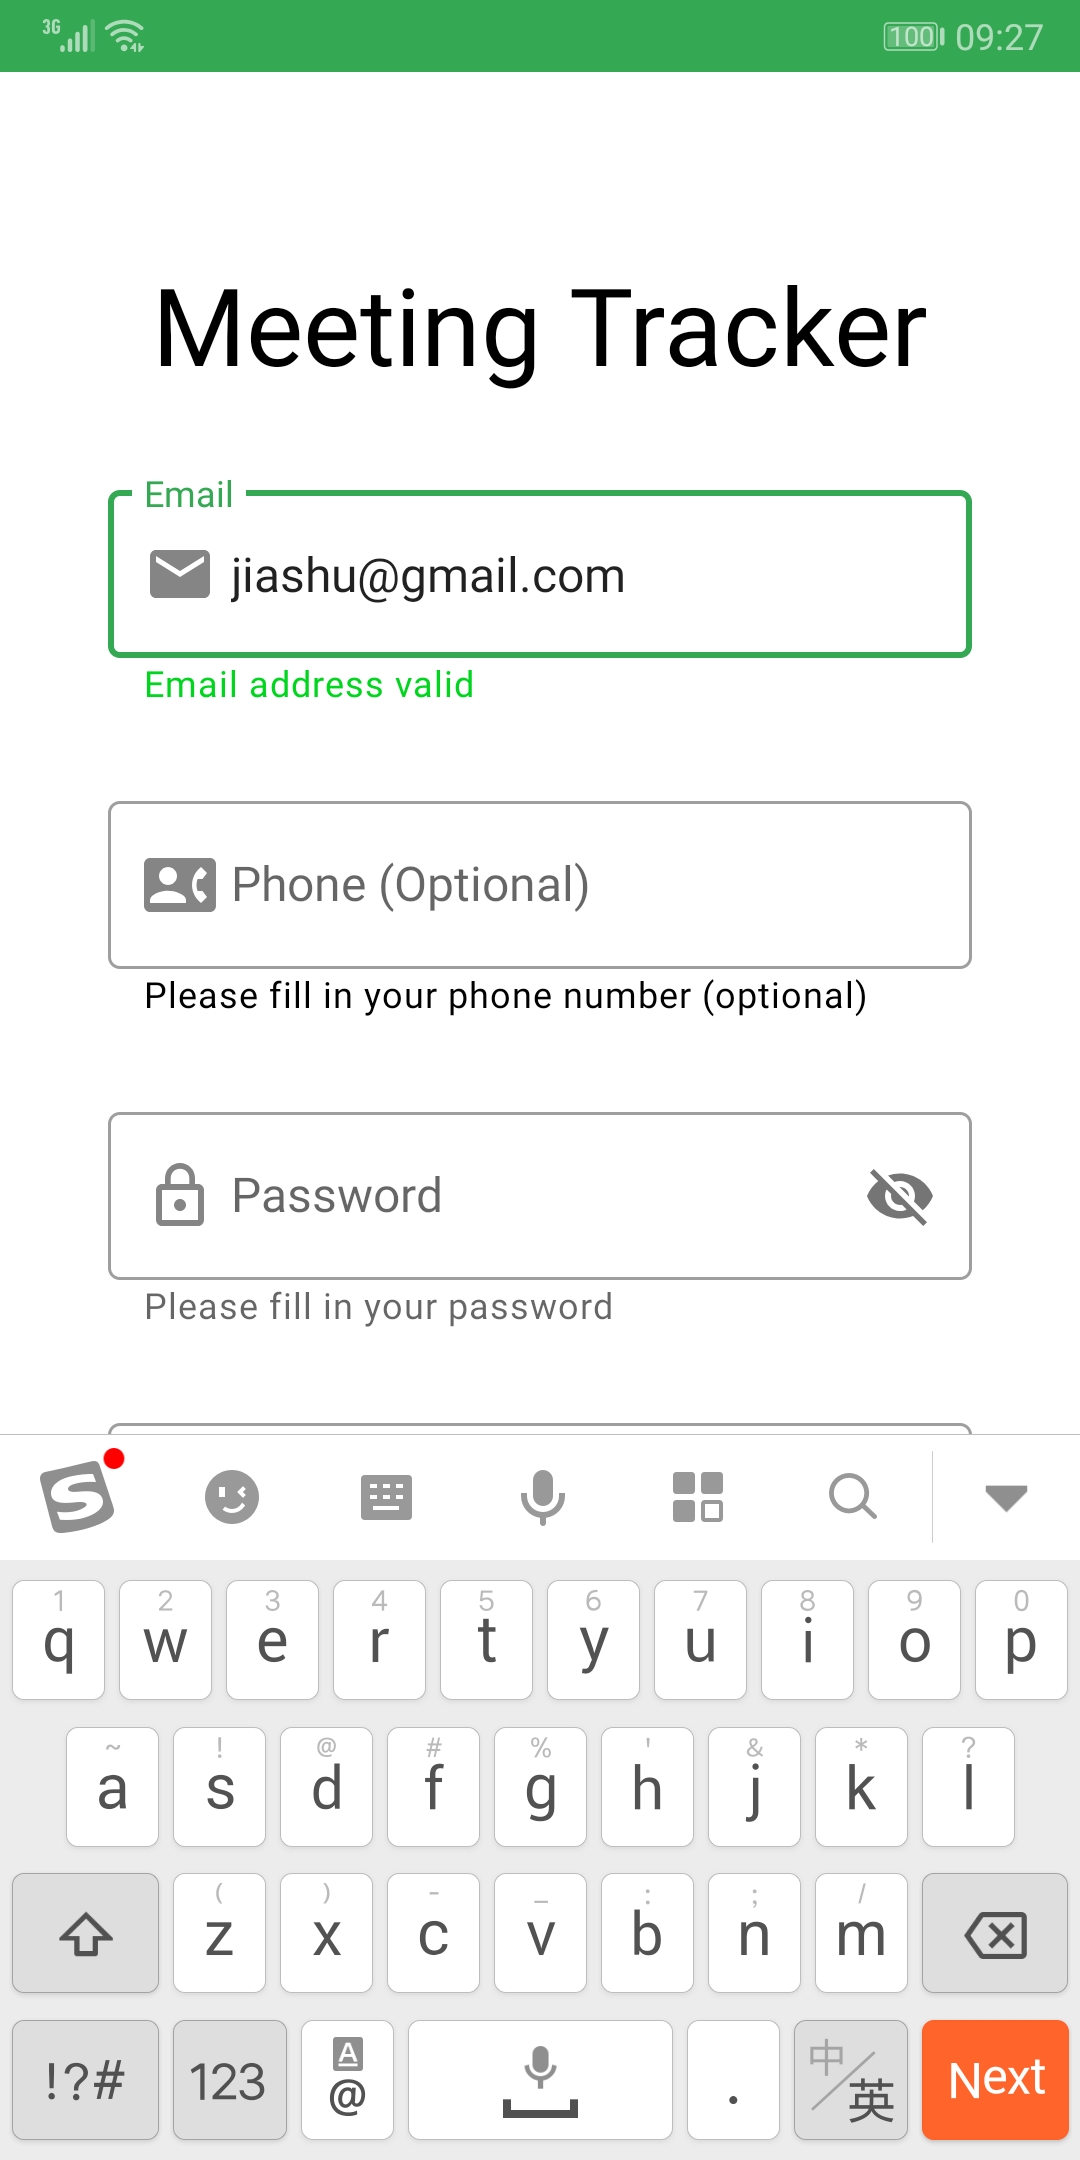 3G 100 09:27
Meeting Tracker
Email
jiashu@gmail.com
Email address valid
Phone (Optional)
Please fill in your phone number (optional)
Password
Please fill in your password
S
1 2 3 4 5 6 7 8 9 0
q w e r t y u i o p
~ ! @ # % ' & * ?
a s d f g h j k l
( ) - _ : ; /
z x c v b n m
!?# 123 A @ . 中/英 Next